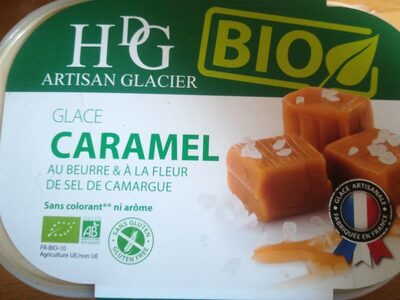 HDG
BIO
ARTISAN GLACIER
GLACE
CARAMEL
AU BEURRE & À LA FLEUR
DE SEL DE CAMARGUE
Sans colorant** ni arôme
AB
FR-BIO-10
Agriculture UE/non UE
SANS GLUTEN
GLUTEN FREE
GLACE ARTISANALE
FABRIQUÉE EN FRANCE